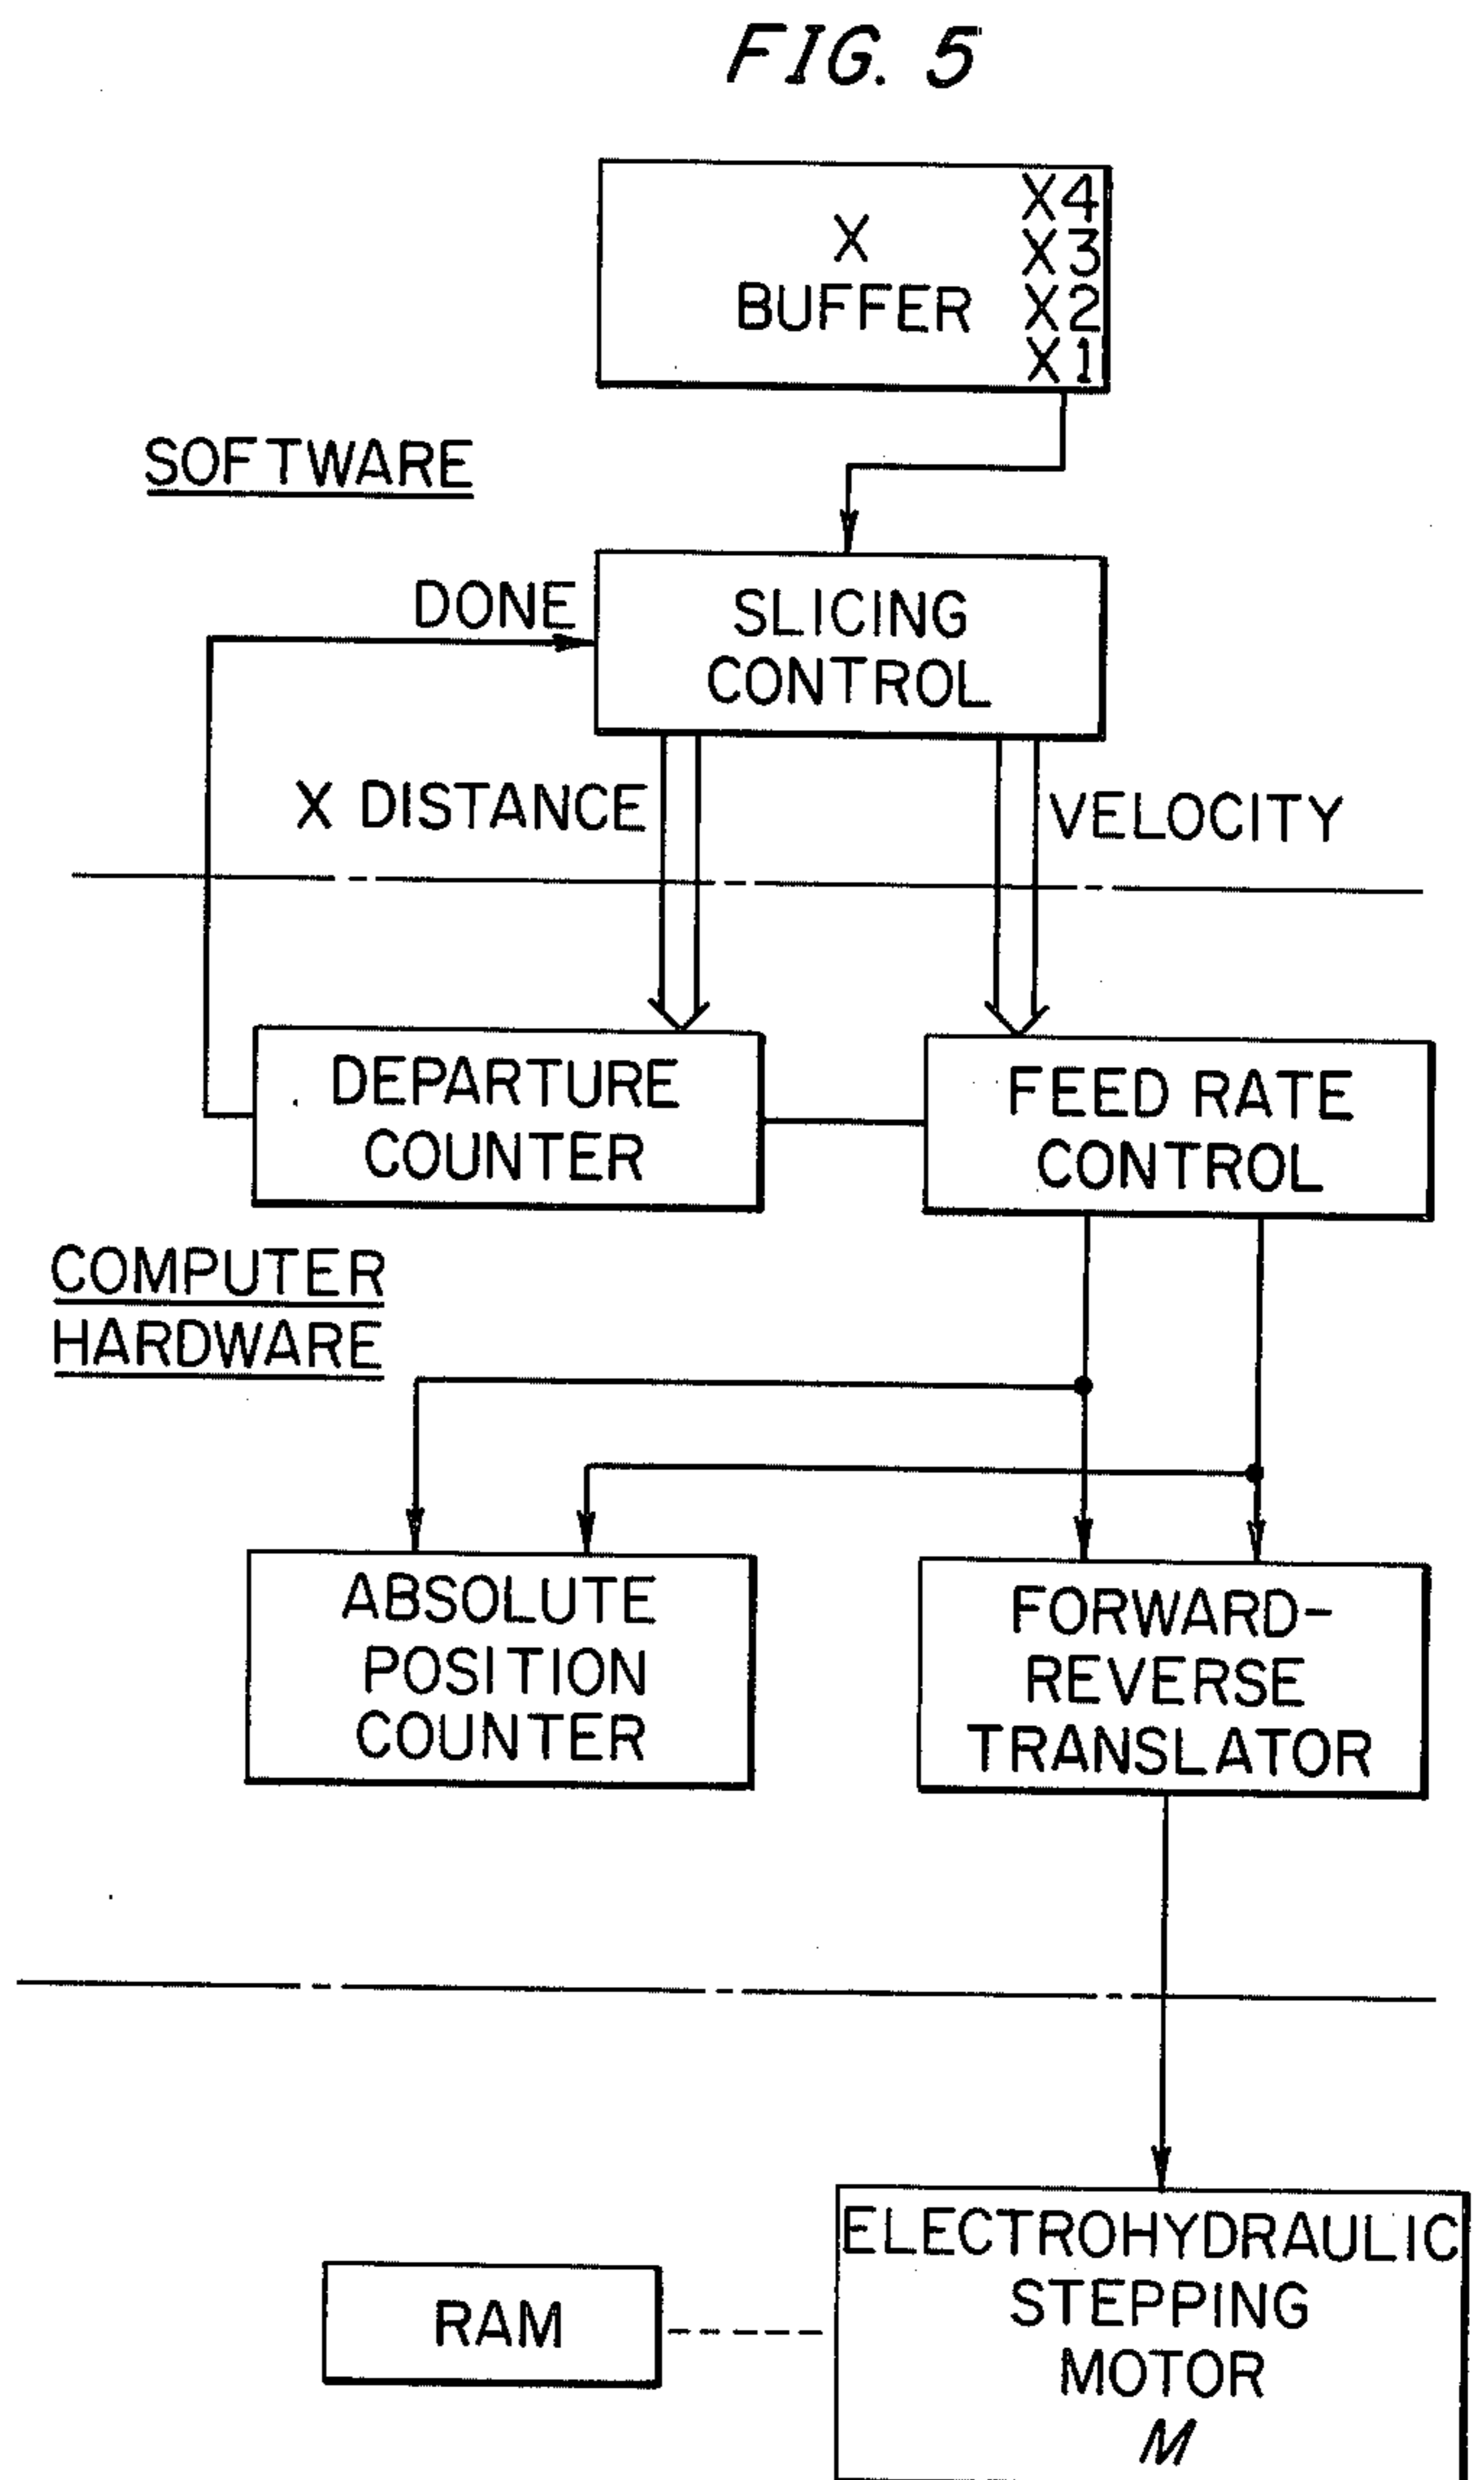 FIG. 5
X4
X
X3
BUFFER
X2
X1
SOFTWARE
DONE
SLICING
CONTROL
X DISTANCE
VELOCITY
DEPARTURE
COUNTER
FEED RATE
CONTROL
COMPUTER
HARDWARE
ABSOLUTE
POSITION
COUNTER
FORWARD-
REVERSE
TRANSLATOR
ELECTROHYDRAULIC
STEPPING
MOTOR
M
RAM